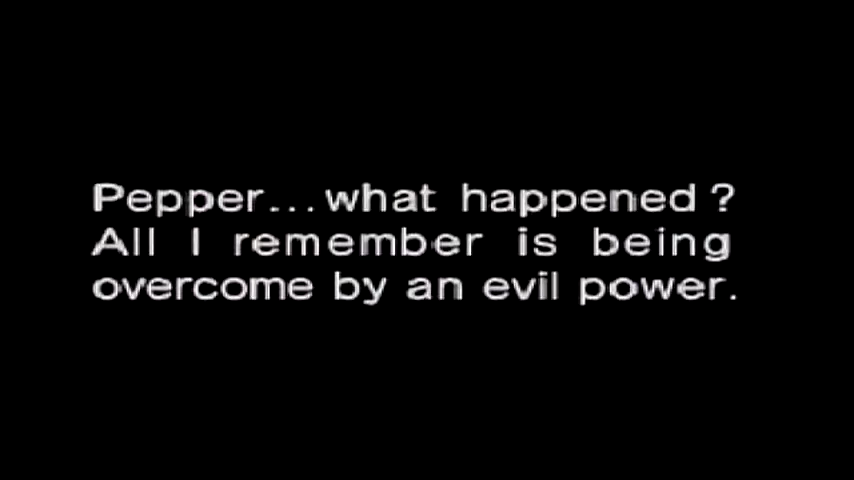 Pepper...what happened?
All I remember is being
overcome by an evil power.